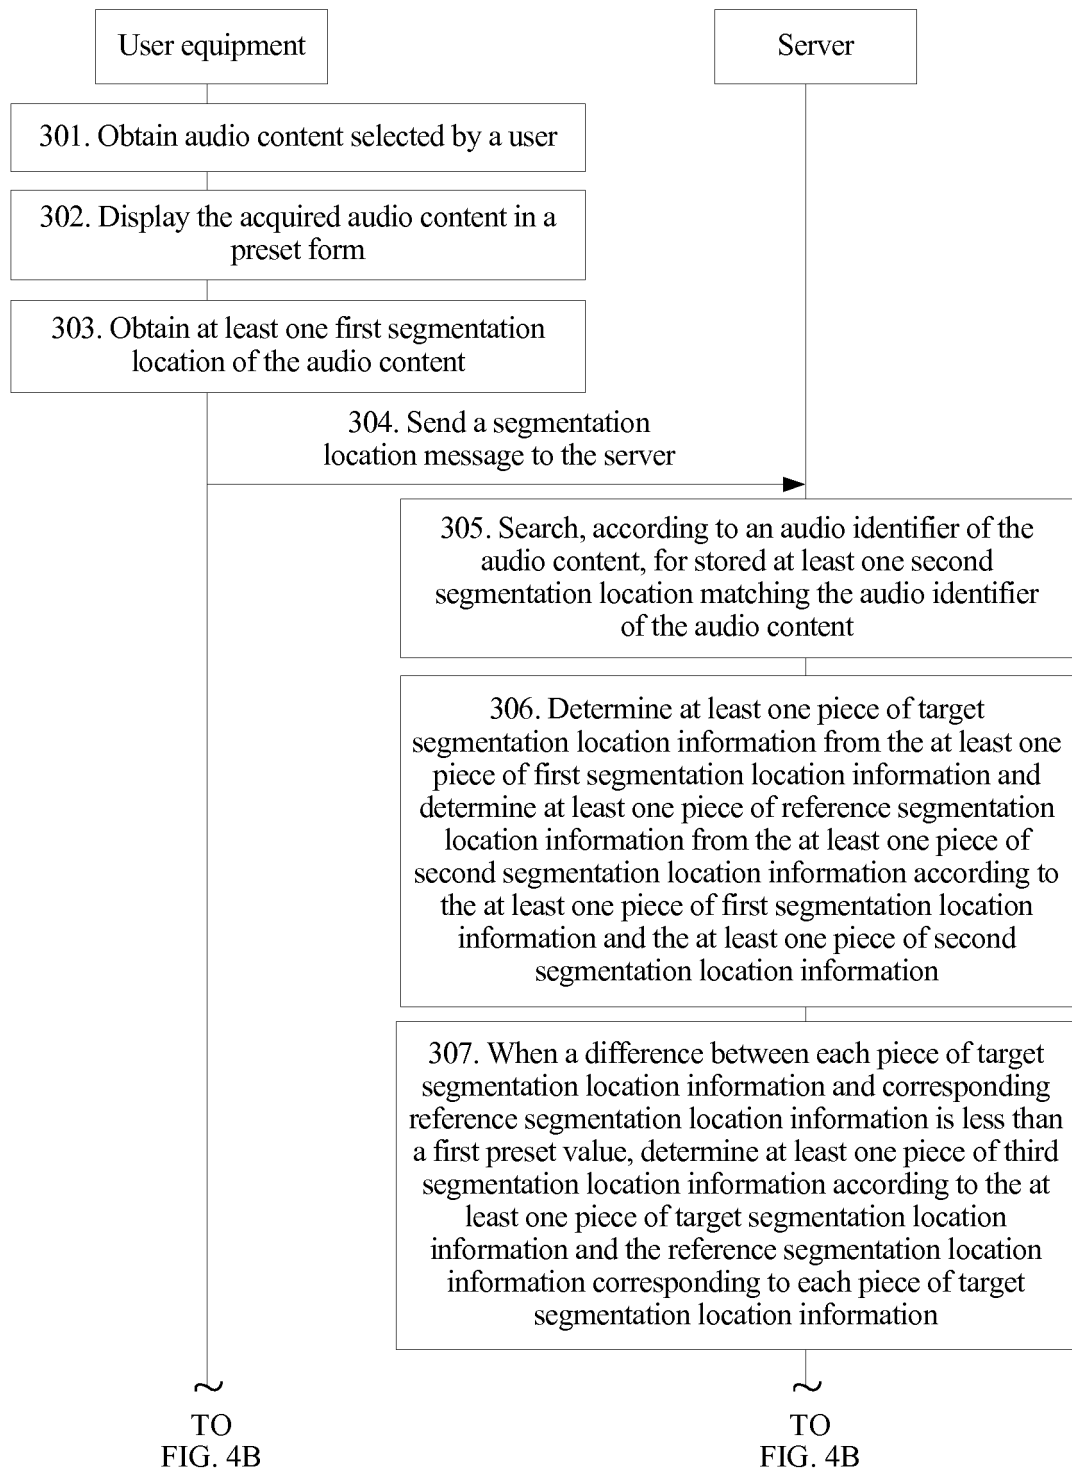 User equipment
Server
301. Obtain audio content selected by a user
302. Display the acquired audio content in a
preset form
303. Obtain at least one first segmentation
location of the audio content
304. Send a segmentation
location message to the server
305. Search, according to an audio identifier of the
audio content, for stored at least one second
segmentation location matching the audio identifier
of the audio content
306. Determine at least one piece of target
segmentation location information from the at least one
piece of first segmentation location information and
determine at least one piece of reference segmentation
location information from the at least one piece of
second segmentation location information according to
the at least one piece of first segmentation location
information and the at least one piece of second
segmentation location information
307. When a difference between each piece of target
segmentation location information and corresponding
reference segmentation location information is less than
a first preset value, determine at least one piece of third
segmentation location information according to the at
least one piece of target segmentation location
information and the reference segmentation location
information corresponding to each piece of target
segmentation location information
TO
FIG. 4B
TO
FIG. 4B